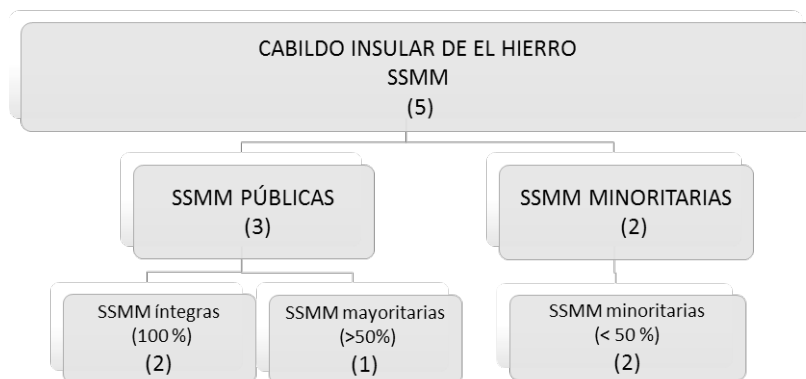 CABILDO INSULAR DE EL HIERRO
SSMM
(5)
SSMM PÚBLICAS
(3)
SSMM MINORITARIAS
(2)
SSMM íntegras
(100 %)
(2)
SSMM mayoritarias
(>50%)
(1)
SSMM minoritarias
(< 50 %)
(2)